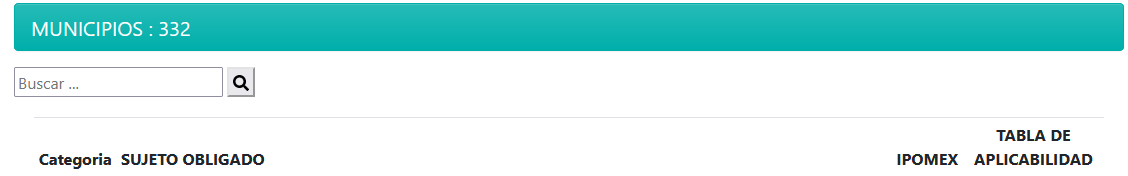 MUNICIPIOS : 332
Buscar ...
Categoria SUJETO OBLIGADO IPOMEX TABLA DE APLICABILIDAD